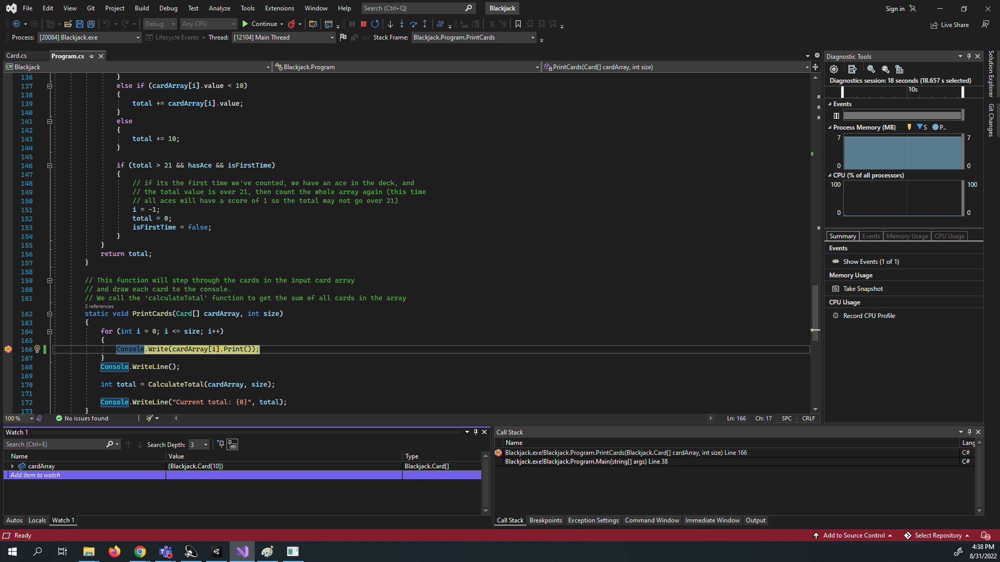 File Edit View Git Project Build Debug Test Analyze Tools Extensions Window Help Search (Ctrl+Q) Blackjack Sign in
Debug Any CPU Continue Live Share
Process: [20084] Blackjack.exe Lifecycle Events Thread: [12104] Main Thread Stack Frame: Blackjack.Program.PrintCards
Card.cs Program.cs
Blackjack Blackjack.Program PrintCards(Card[] cardArray, int size)
136 }
137 else if (cardArray[i].value < 10)
138 {
139 total += cardArray[i].value;
140 }
141 else
142 {
143 total += 10;
144 }
145
146 if (total > 21 && hasAce && isFirstTime)
147 {
148 // if its the first time we've counted, we have an ace in the deck, and
149 // the total value is over 21, then count the whole array again (this time
150 // all aces will have a score of 1 so the total may not go over 21)
151 i = -1;
152 total = 0;
153 isFirstTime = false;
154 }
155 }
156 return total;
157 }
158
159 // This function will step through the cards in the input card array
160 // and draw each card to the console.
161 // We call the 'calculateTotal' function to get the sum of all cards in the array
2 references
162 static void PrintCards(Card[] cardArray, int size)
163 {
164 for (int i = 0; i <= size; i++)
165 {
166 Console.Write(cardArray[i].Print());
167 }
168 Console.WriteLine();
169
170 int total = CalculateTotal(cardArray, size);
171
172 Console.WriteLine("Current total: {0}", total);
173 }
100 % No issues found Ln: 166 Ch: 17 SPC CRLF
Diagnostic Tools
Diagnostics session: 18 seconds (18.657 s selected)
10s
Events
Process Memory (MB) S P..
7 7
0 0
CPU (% of all processors)
100 100
0 0
Summary Events Memory Usage CPU Usage
Events
Show Events (1 of 1)
Memory Usage
Take Snapshot
CPU Usage
Record CPU Profile
Solution Explorer
Git Changes
Watch 1
Search (Ctrl+E) Search Depth: 3
Name Value Type
cardArray {Blackjack.Card[10]} Blackjack.Card[]
Add item to watch
Autos Locals Watch 1
Call Stack
Name Lang
Blackjack.exe!Blackjack.Program.PrintCards(Blackjack.Card[] cardArray, int size) Line 166 C#
Blackjack.exe!Blackjack.Program.Main(string[] args) Line 38 C#
Call Stack Breakpoints Exception Settings Command Window Immediate Window Output
Ready Add to Source Control Select Repository 2
4:38 PM
8/31/2022